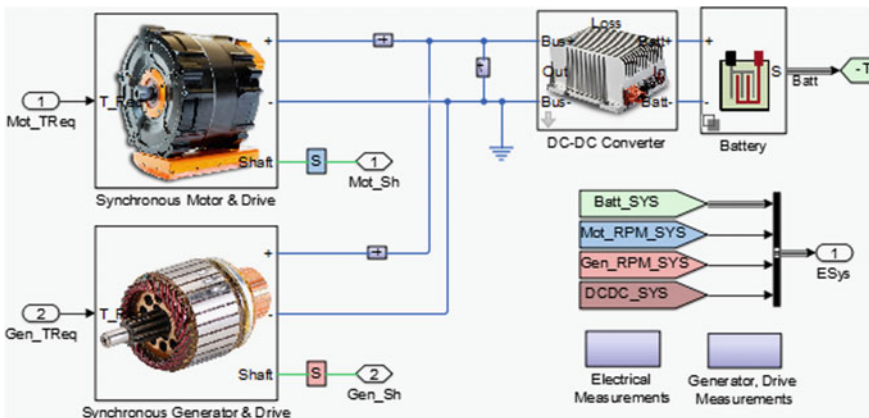 1
Mot_TReq
T_Req
+
-
Shaft
Synchronous Motor & Drive
S
1
Mot_Sh
Loss
Bus+
Batt+
Out
In
Bus-
Batt-
DC-DC Converter
+
-
S
Battery
Batt
-T
2
Gen_TReq
+
-
Shaft
Synchronous Generator & Drive
S
2
Gen_Sh
Batt_SYS
Mot_RPM_SYS
Gen_RPM_SYS
DCDC_SYS
1
ESys
Electrical
Measurements
Generator, Drive
Measurements